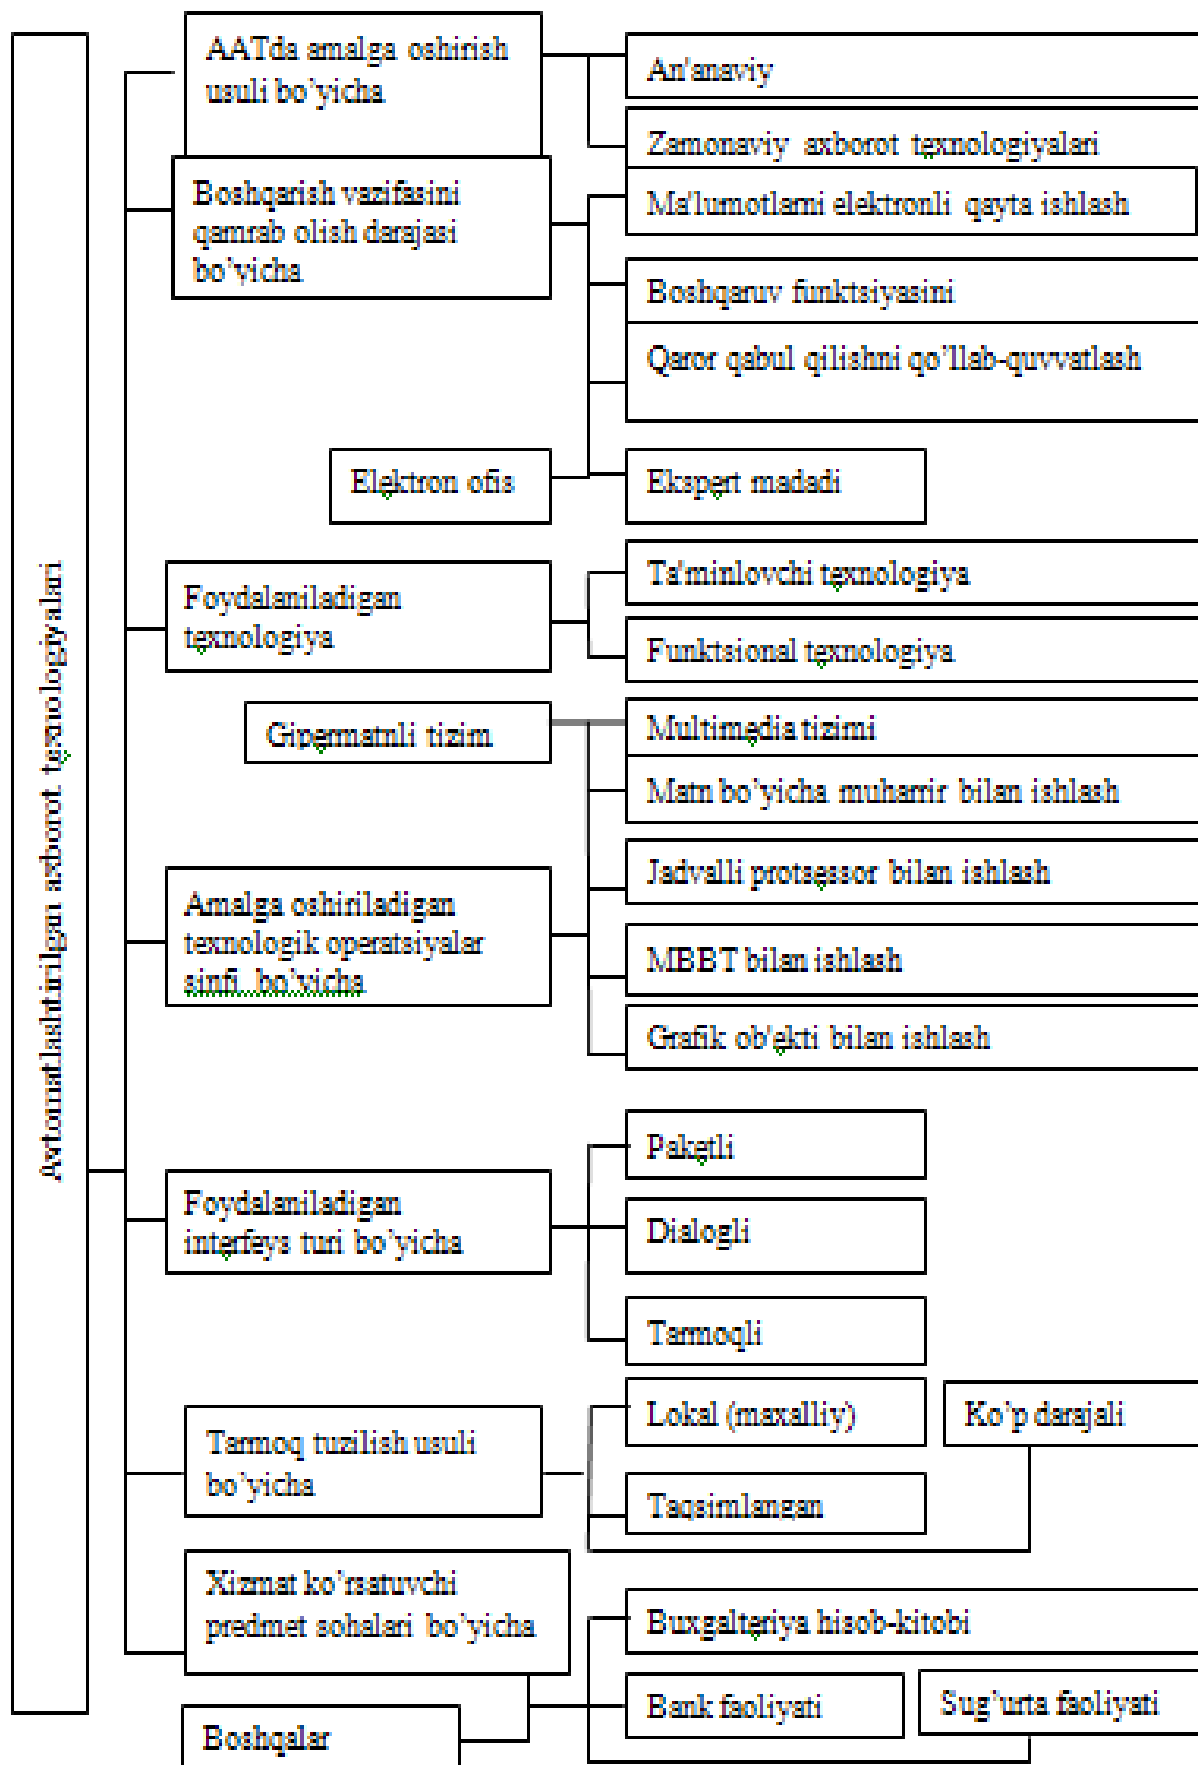 Avtomatlashtirilgan axborot texnologiyalari
AATda amalga oshirish
usuli bo’yicha
An'anaviy
Zamonaviy axborot texnologiyalari
Boshqarish vazifasini
qamrab olish darajasi
bo’yicha
Ma'lumotlarni elektronli qayta ishlash
Boshqaruv funktsiyasini
Qaror qabul qilishni qo’llab-quvvatlash
Elektron ofis
Ekspert madadi
Foydalaniladigan
texnologiya
Ta'minlovchi texnologiya
Funktsional texnologiya
Gipermatnli tizim
Multimedia tizimi
Matn bo’yicha muharrir bilan ishlash
Amalga oshiriladigan
texnologik operatsiyalar
sinfi bo’yicha
Jadvalli protsessor bilan ishlash
MBBT bilan ishlash
Grafik ob'ekti bilan ishlash
Foydalaniladigan
interfeys turi bo’yicha
Paketli
Dialogli
Tarmoqli
Tarmoq tuzilish usuli
bo’yicha
Lokal (maxalliy)
Ko’p darajali
Taqsimlangan
Xizmat ko’rsatuvchi
predmet sohalari bo’yicha
Buxgalteriya hisob-kitobi
Bank faoliyati
Sug’urta faoliyati
Boshqalar